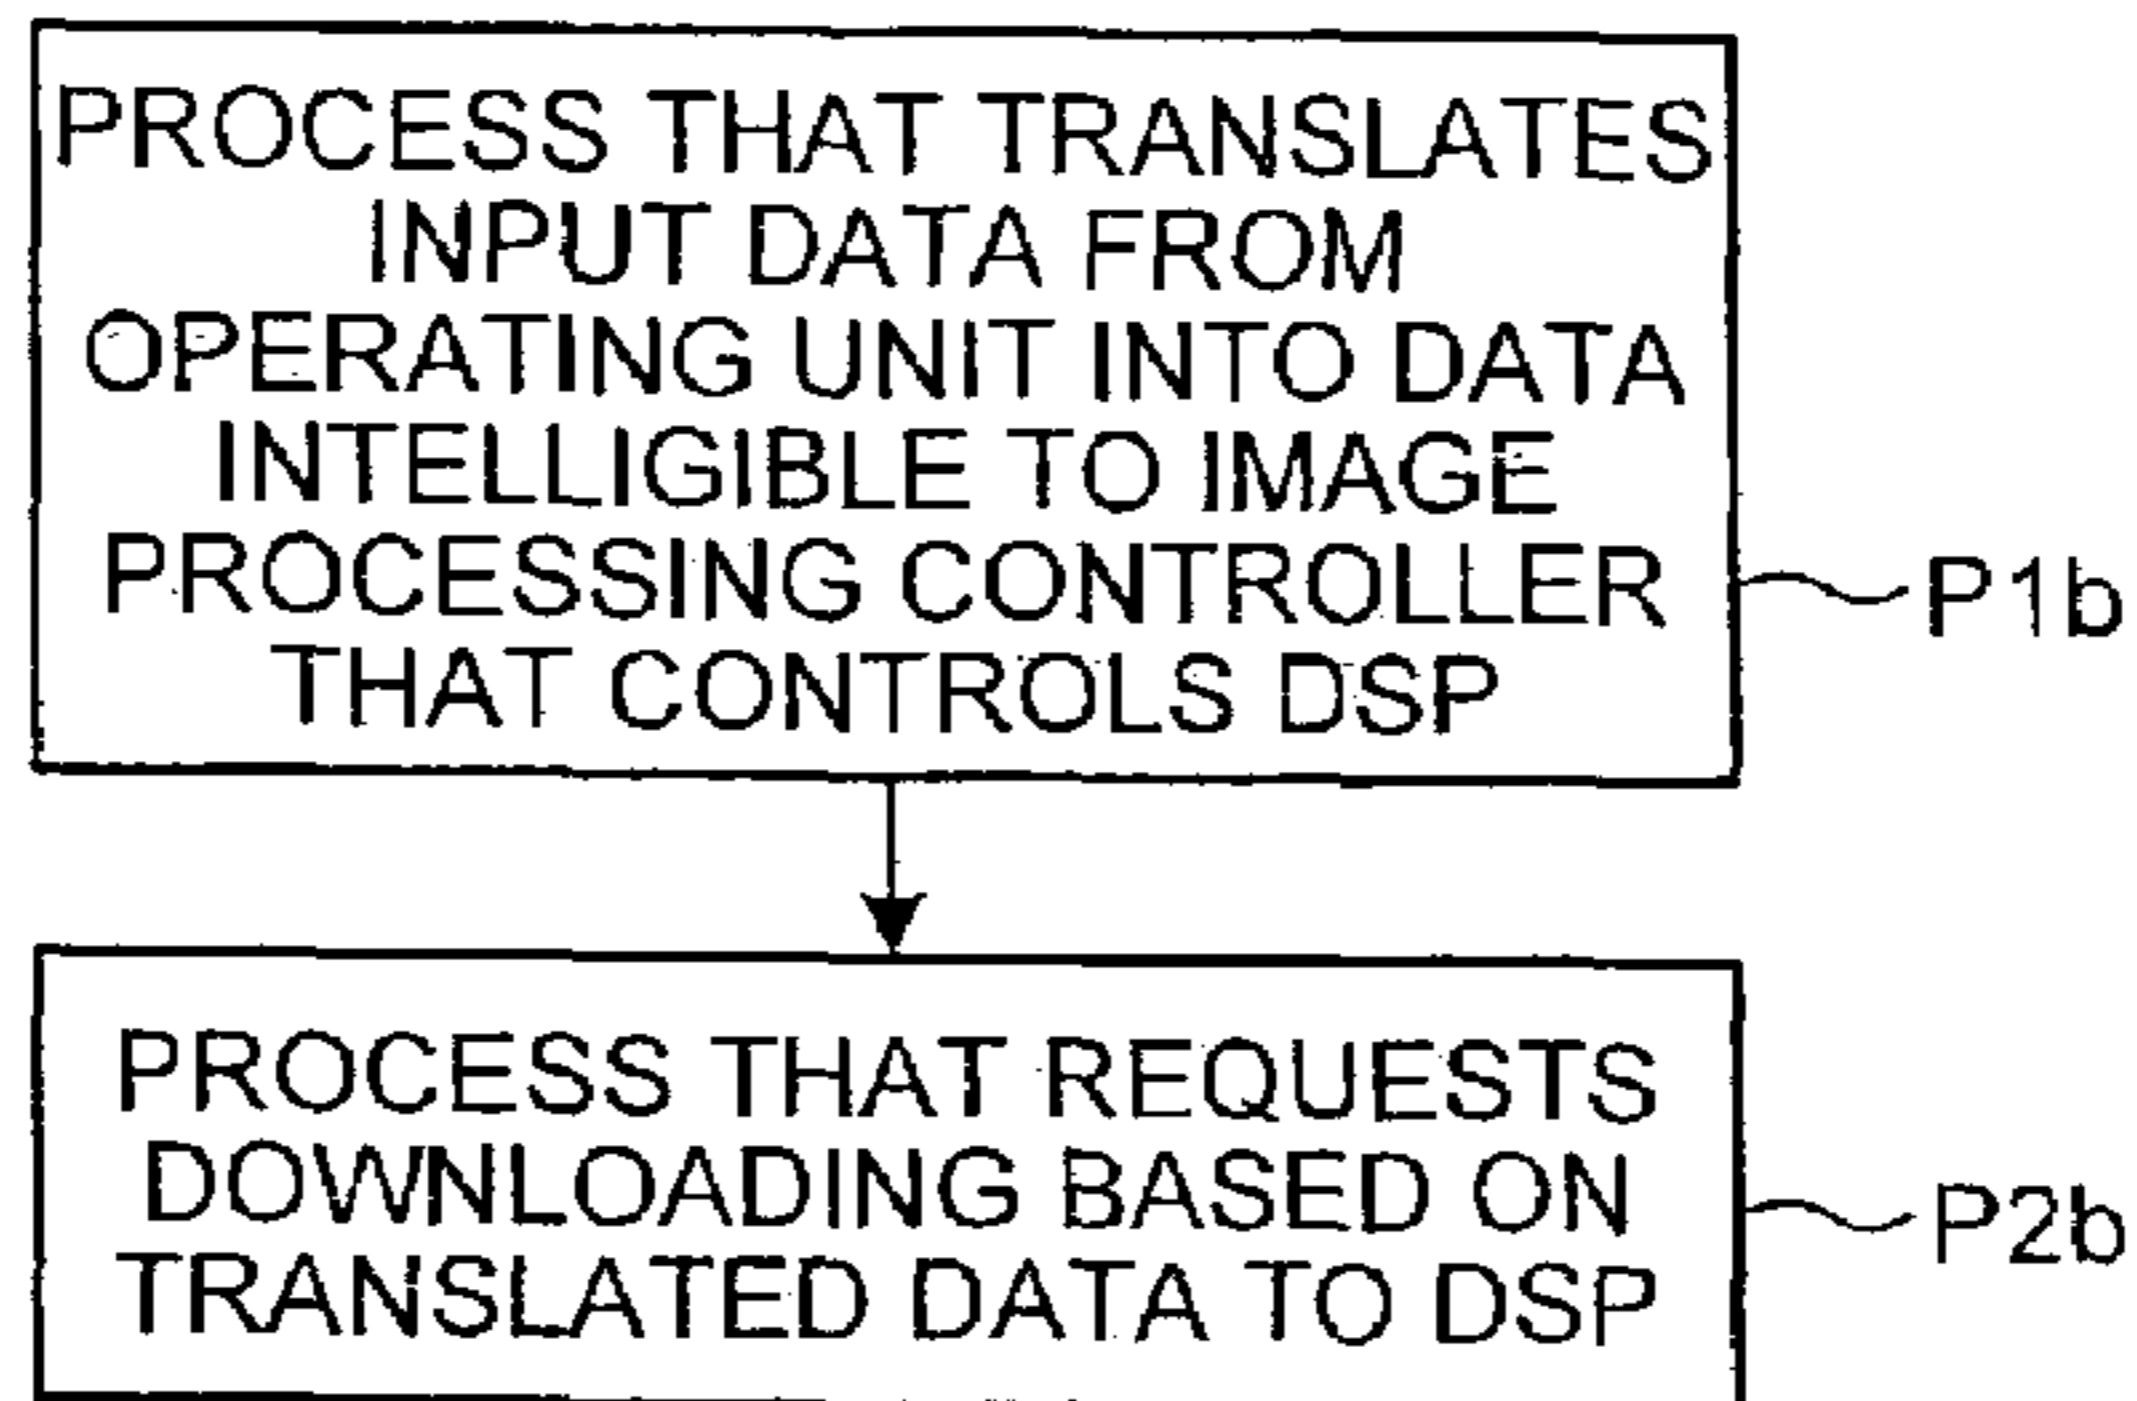 PROCESS THAT TRANSLATES
INPUT DATA FROM
OPERATING UNIT INTO DATA
INTELLIGIBLE TO IMAGE
PROCESSING CONTROLLER
THAT CONTROLS DSP
P1b
PROCESS THAT REQUESTS
DOWNLOADING BASED ON
TRANSLATED DATA TO DSP
P2b